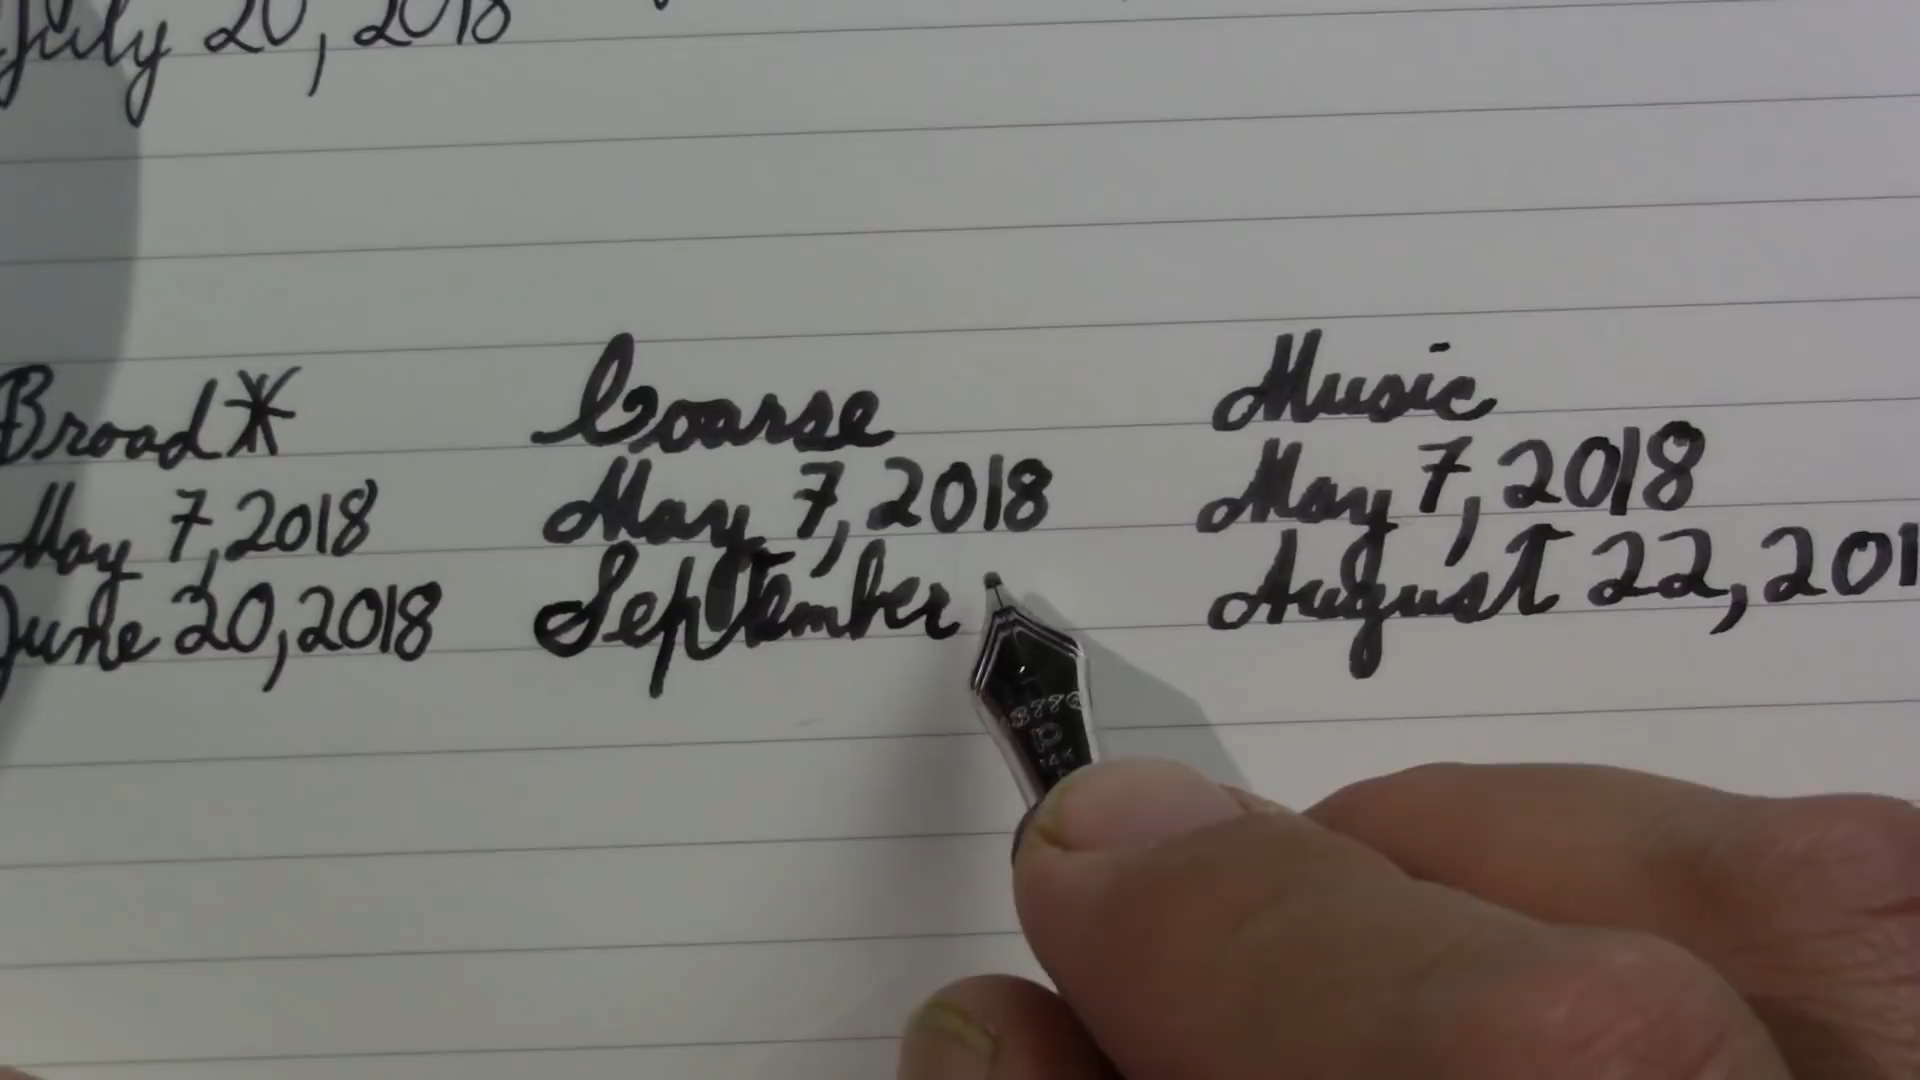 July 20, 2018
Broad*
May 7, 2018
June 20, 2018
Coarse
May 7, 2018
September
Music
May 7, 2018
August 22, 201
14K